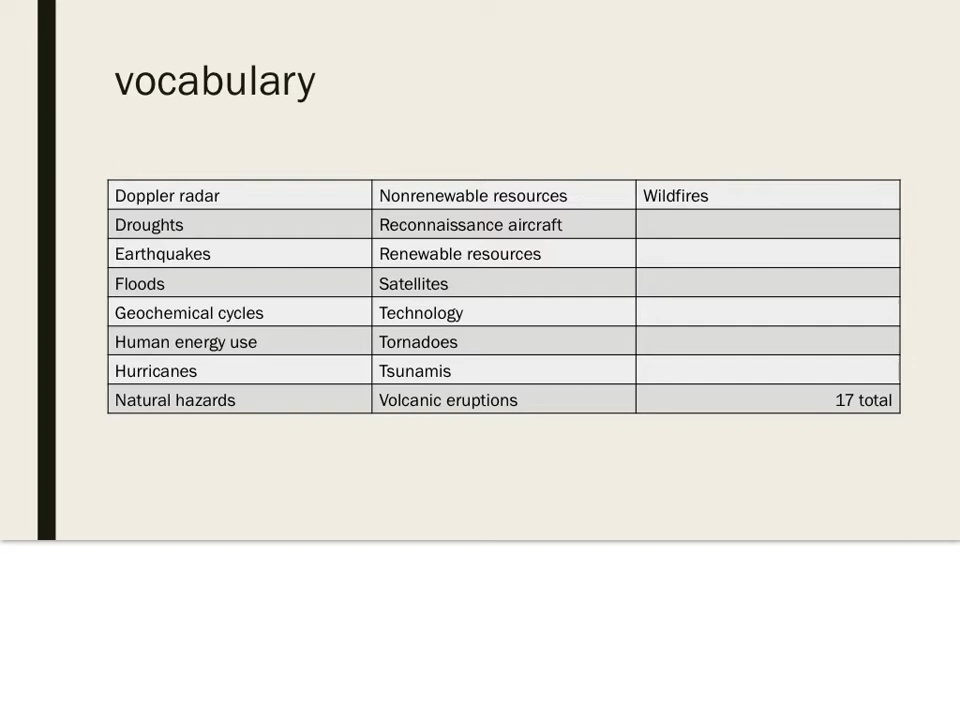 vocabulary
Doppler radar Nonrenewable resources Wildfires
Droughts Reconnaissance aircraft
Earthquakes Renewable resources
Floods Satellites
Geochemical cycles Technology
Human energy use Tornadoes
Hurricanes Tsunamis
Natural hazards Volcanic eruptions 17 total